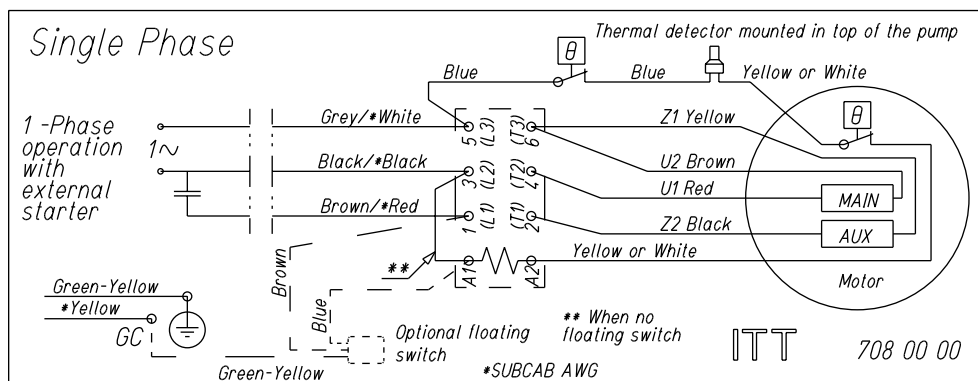 Single Phase
Thermal detector mounted in top of the pump
θ
Blue
Blue
Yellow or White
θ
1-Phase
operation
with
external
starter
1~
Grey/*White
5
(L3)
(T3)
6
Z1 Yellow
Black/*Black
3
(L2)
(T2)
4
U2 Brown
U1 Red
MAIN
Brown/*Red
1
(L1)
(T1)
2
Z2 Black
AUX
Brown
**
A1
A2
Yellow or White
Motor
Green-Yellow
*Yellow
GC
Blue
Optional floating
switch
Green-Yellow
** When no
floating switch
*SUBCAB AWG
ITT
708 00 00